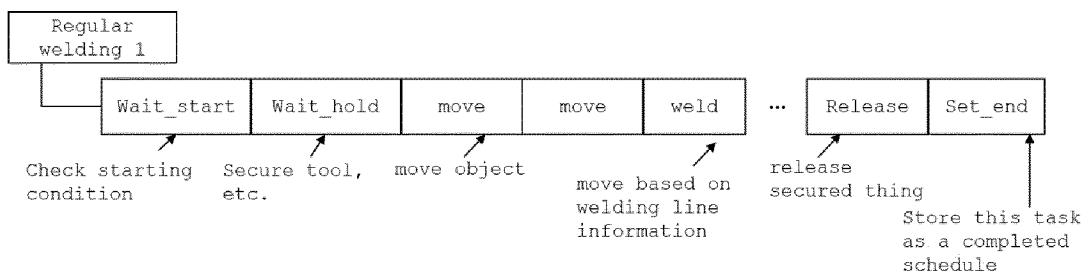 Regular
welding 1
Wait_start
Wait_hold
move
move
weld
...
Release
Set_end
Check starting
condition
Secure tool,
etc.
move object
move based on
welding line
information
release
secured thing
Store this task
as a completed
schedule